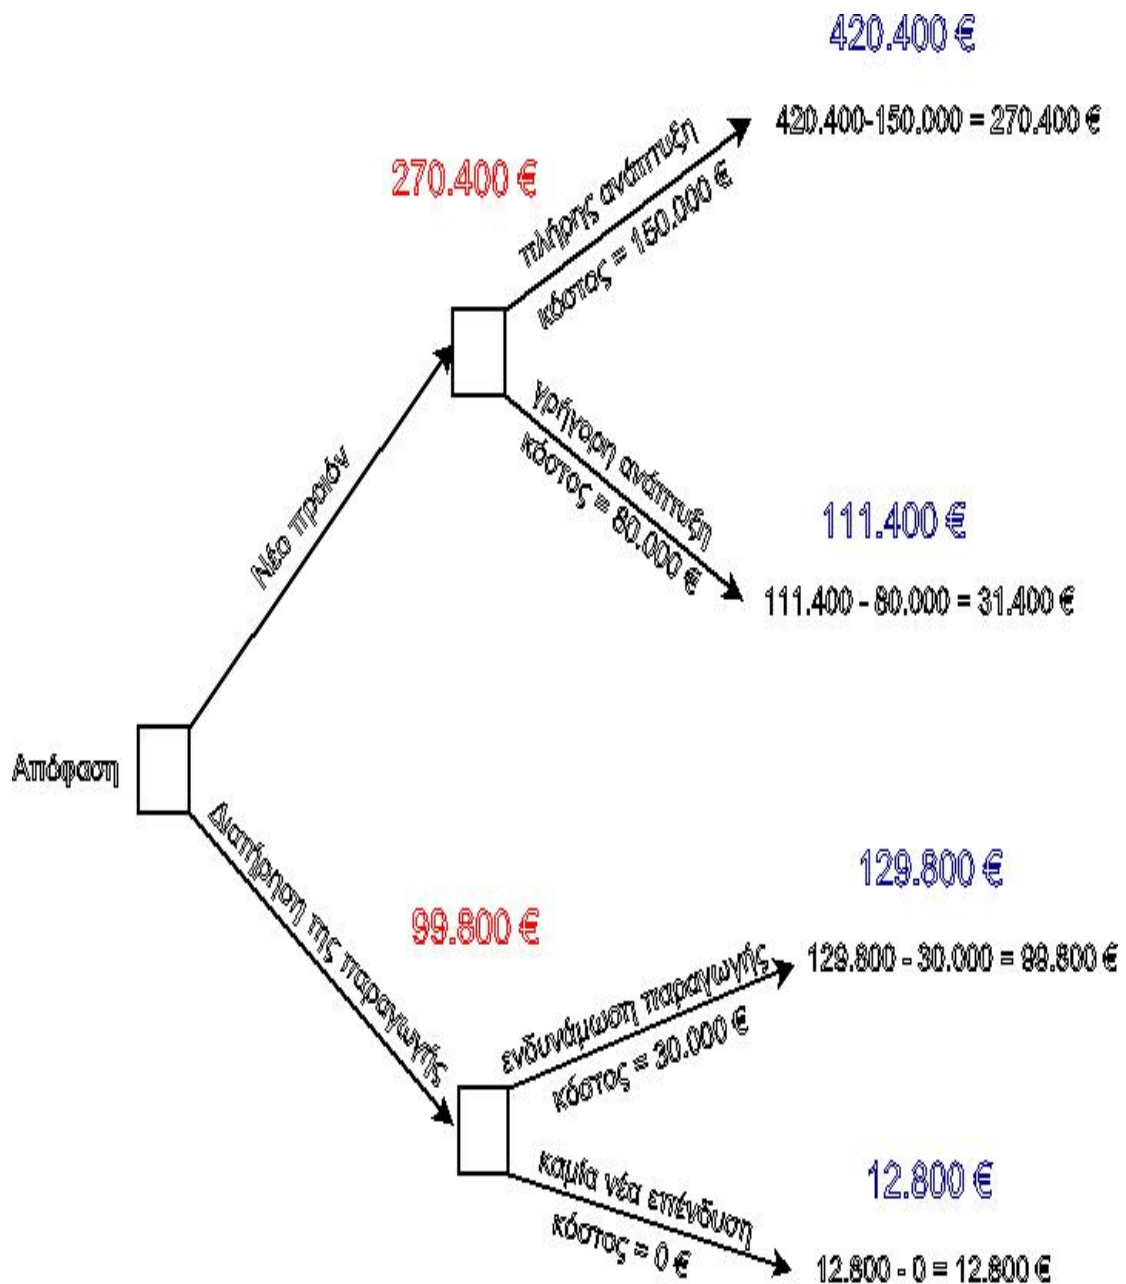 420.400 €
420.400-150.000 = 270.400 €
270.400 €
πλήρης ανάπτυξη
κόστος = 150.000 €
γρήγορη ανάπτυξη
κόστος = 80.000 €
111.400 €
111.400 - 80.000 = 31.400 €
Νέο πραιόν
Απόφαση
Διατήρηση της παραγωγής
99.800 €
129.800 €
129.800 - 30.000 = 99.800 €
ενδυνάμωση παραγωγής
κόστος = 30.000 €
καμία νέα επένδυση
κόστος = 0 €
12.800 €
12.800 - 0 = 12.800 €